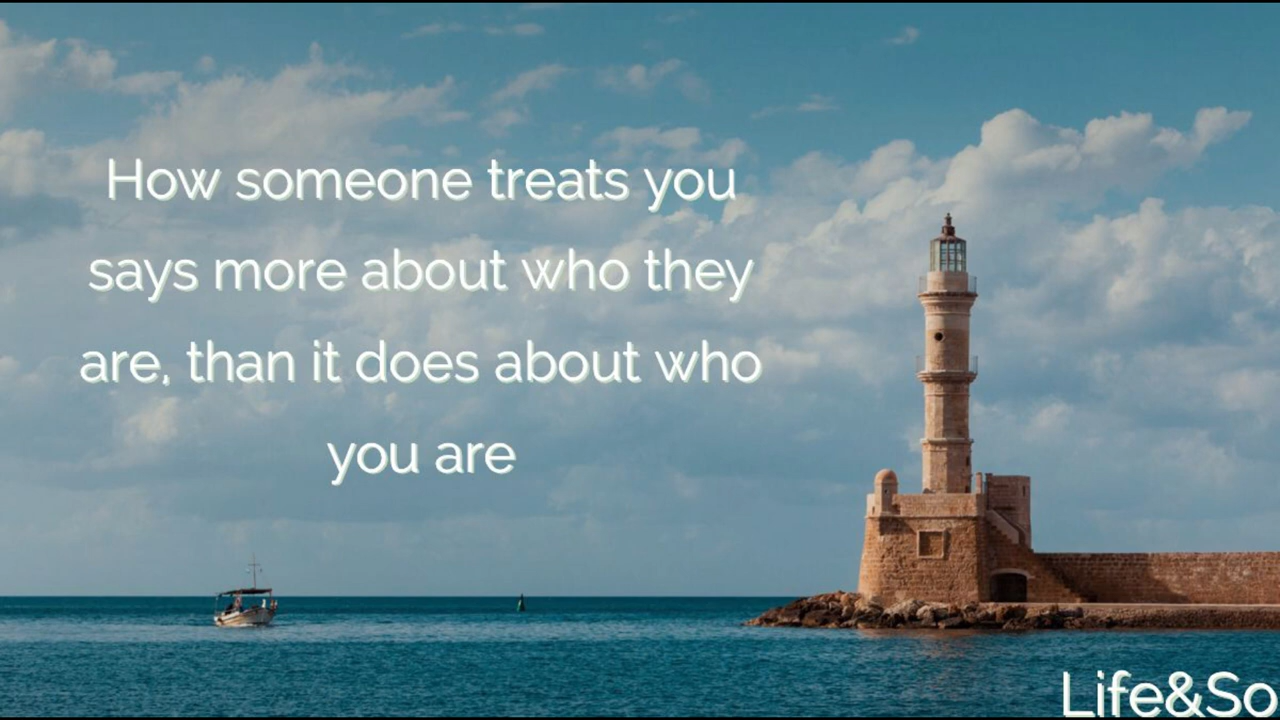 How someone treats you
says more about who they
are, than it does about who
you are
Life&So